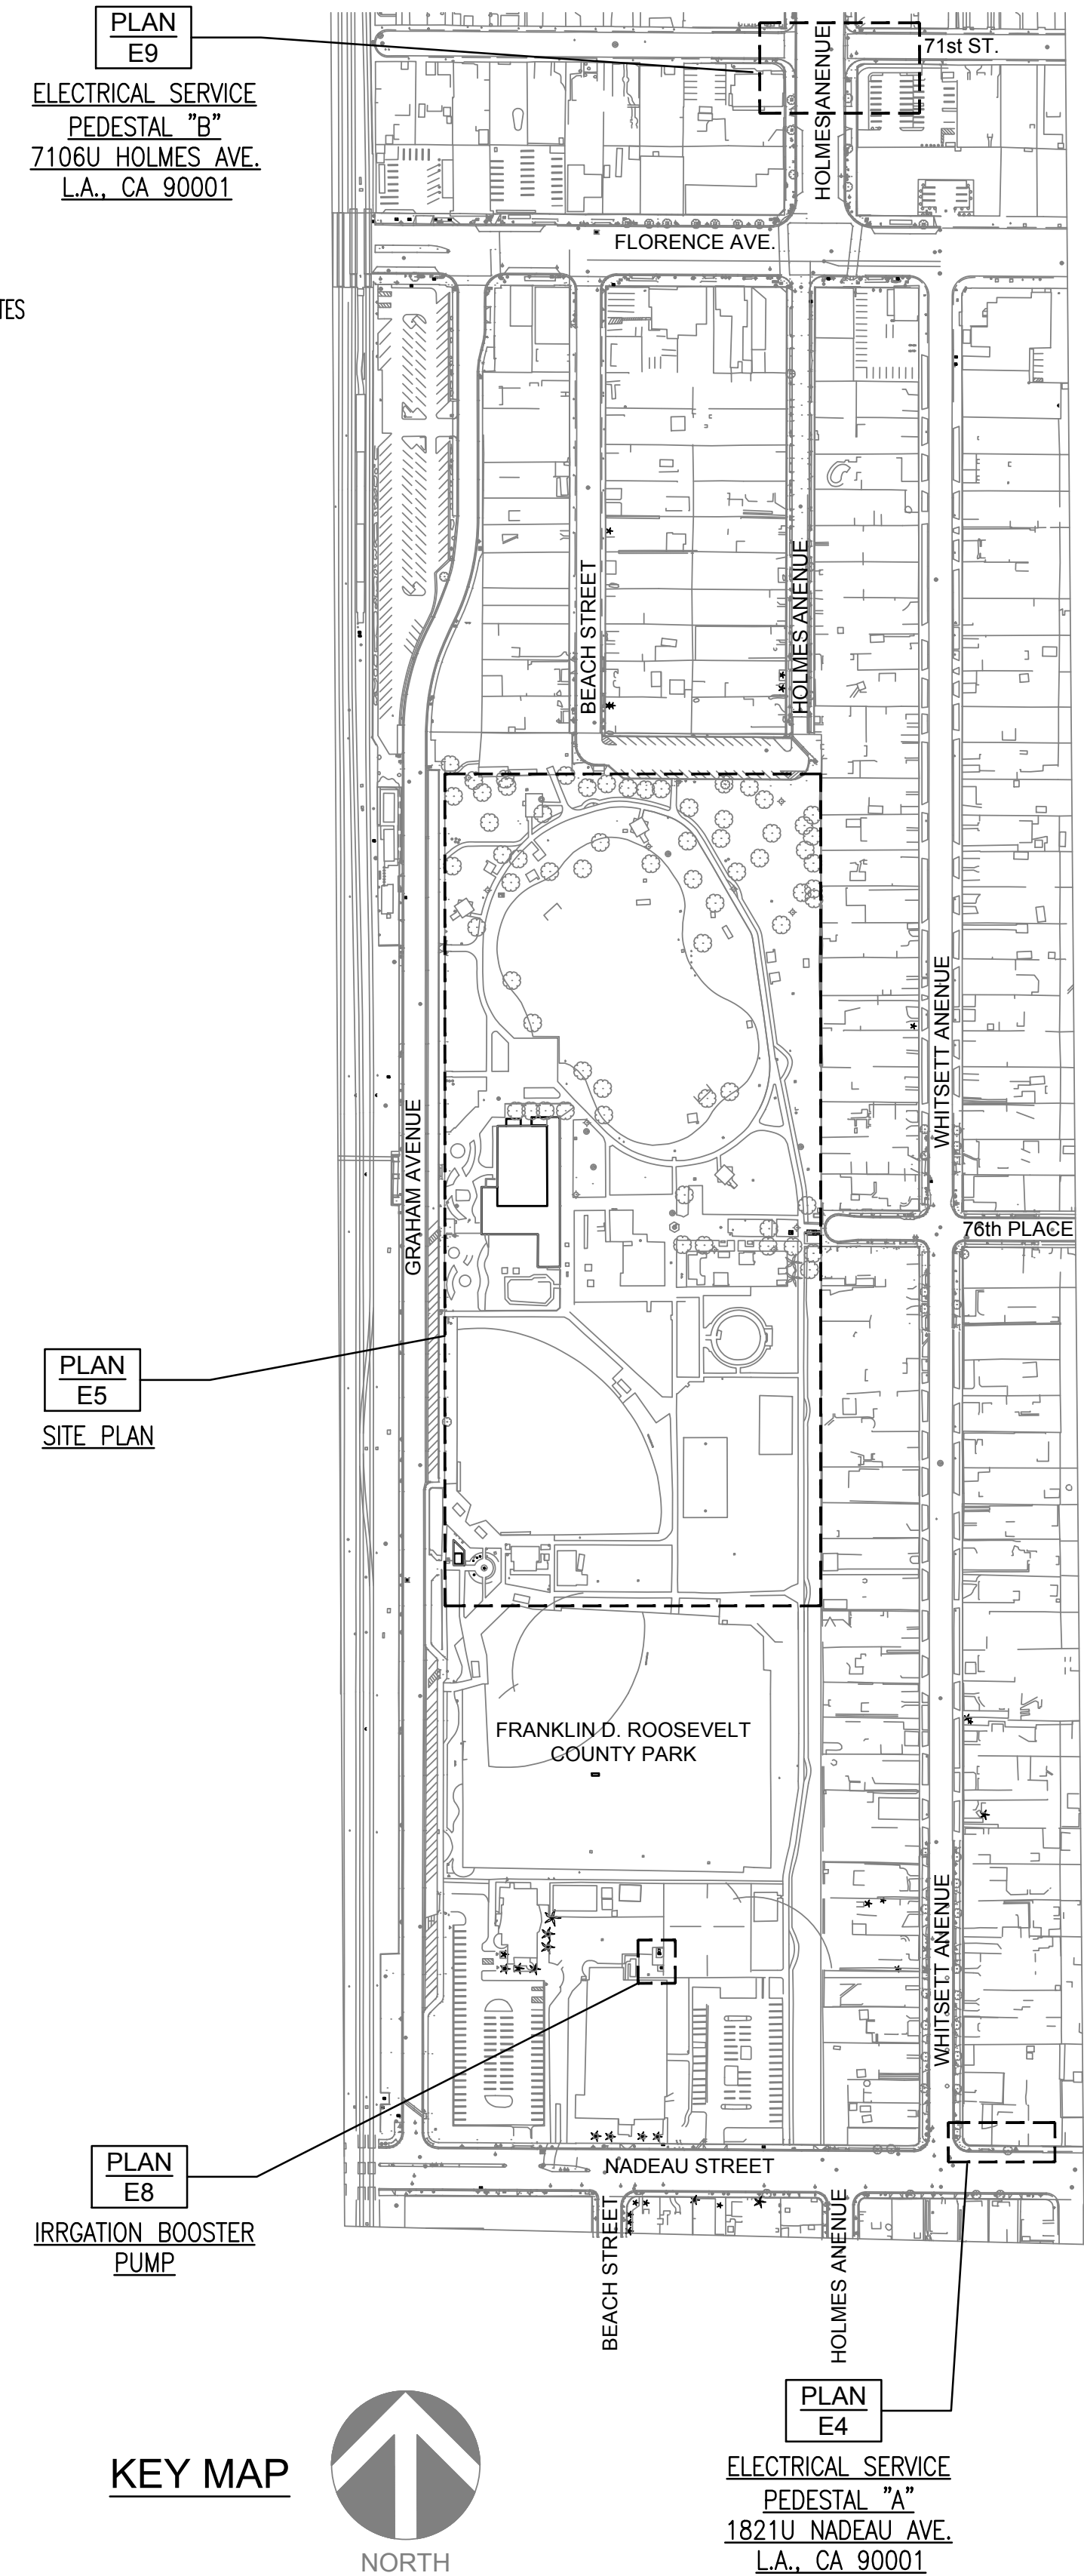 PLAN
E9
ELECTRICAL SERVICE
PEDESTAL "B"
7106U HOLMES AVE.
L.A., CA 90001
71st ST.
HOLMES ANENUE
FLORENCE AVE.
TES
BEACH STREET
HOLMES ANENUE
WHITSETT ANENUE
GRAHAM AVENUE
76th PLACE
PLAN
E5
SITE PLAN
FRANKLIN D. ROOSEVELT
COUNTY PARK
WHITSETT ANENUE
PLAN
E8
IRRGATION BOOSTER
PUMP
NADEAU STREET
BEACH STREET
HOLMES ANENUE
PLAN
E4
ELECTRICAL SERVICE
PEDESTAL "A"
1821U NADEAU AVE.
L.A., CA 90001
KEY MAP
NORTH